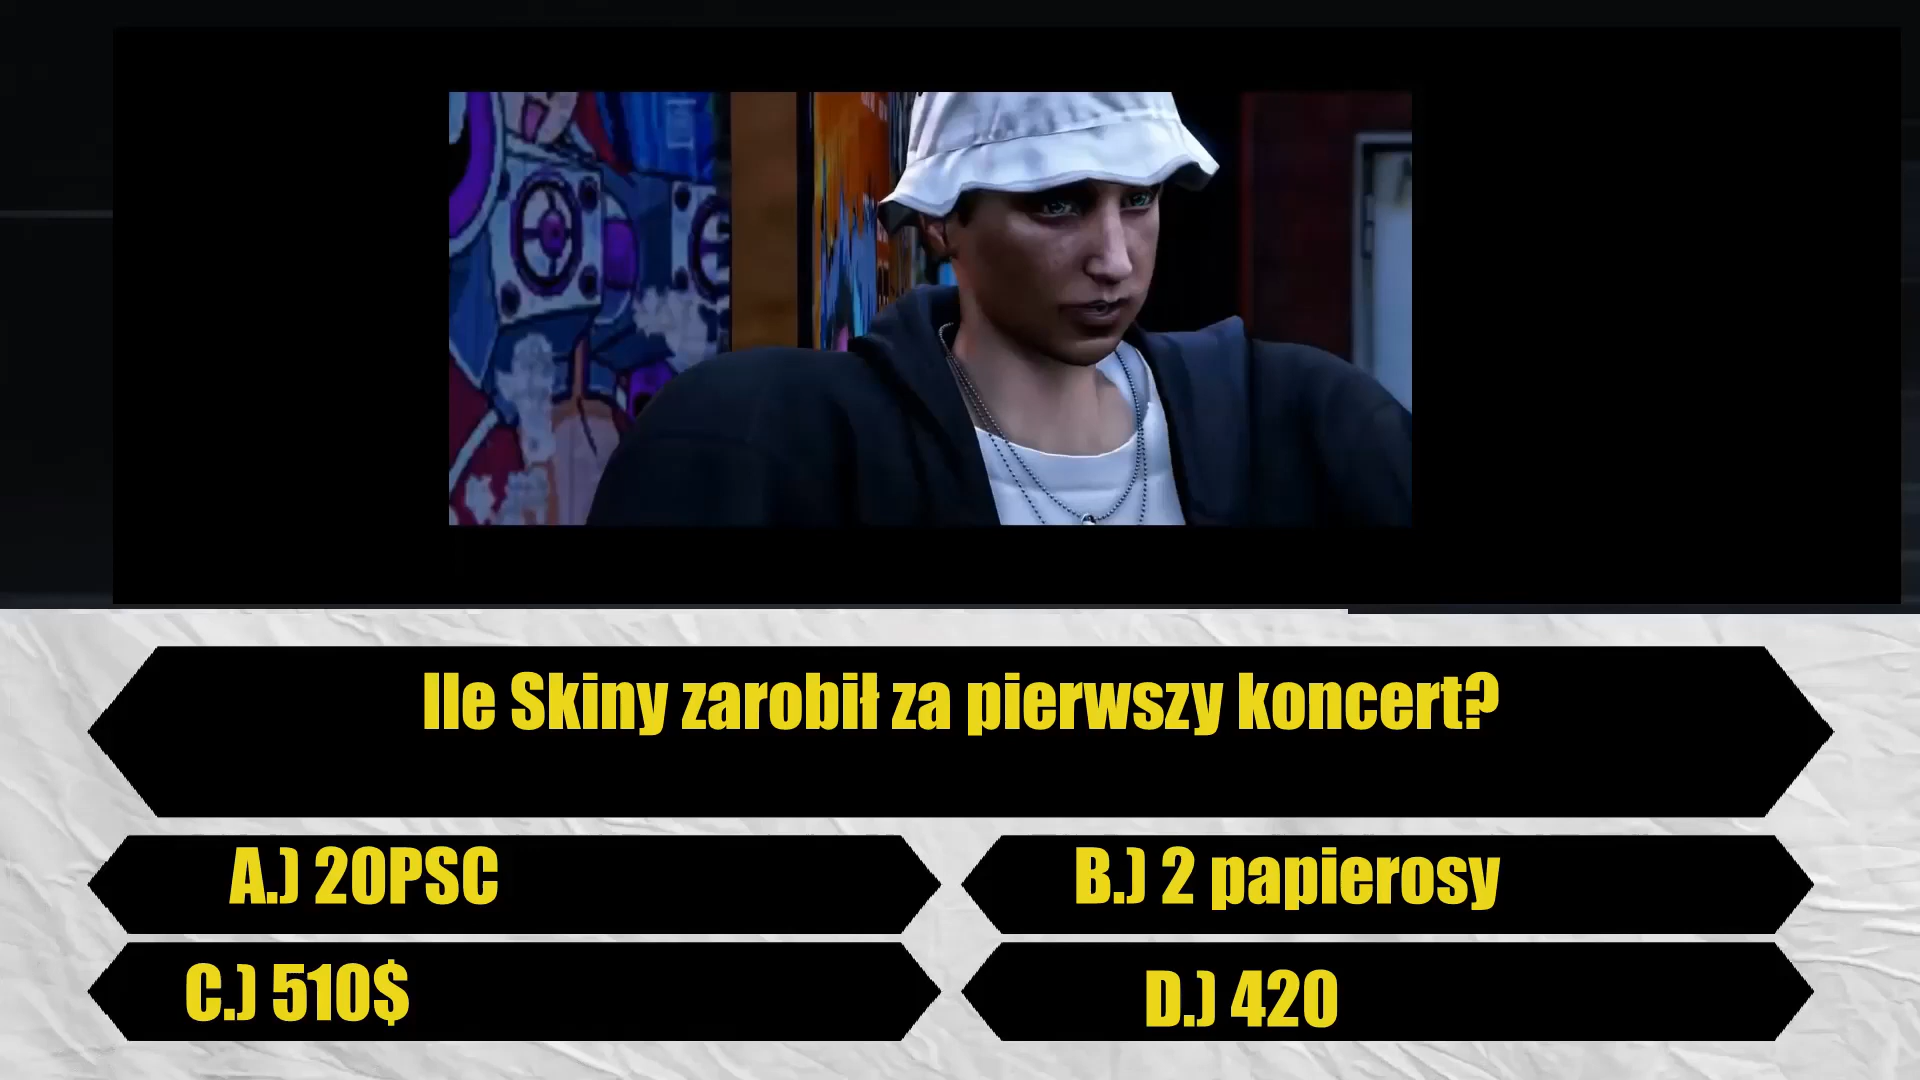 Ile Skiny zarobił za pierwszy koncert?
A.) 20PSC
B.) 2 papierosy
C.) 510$
D.) 420